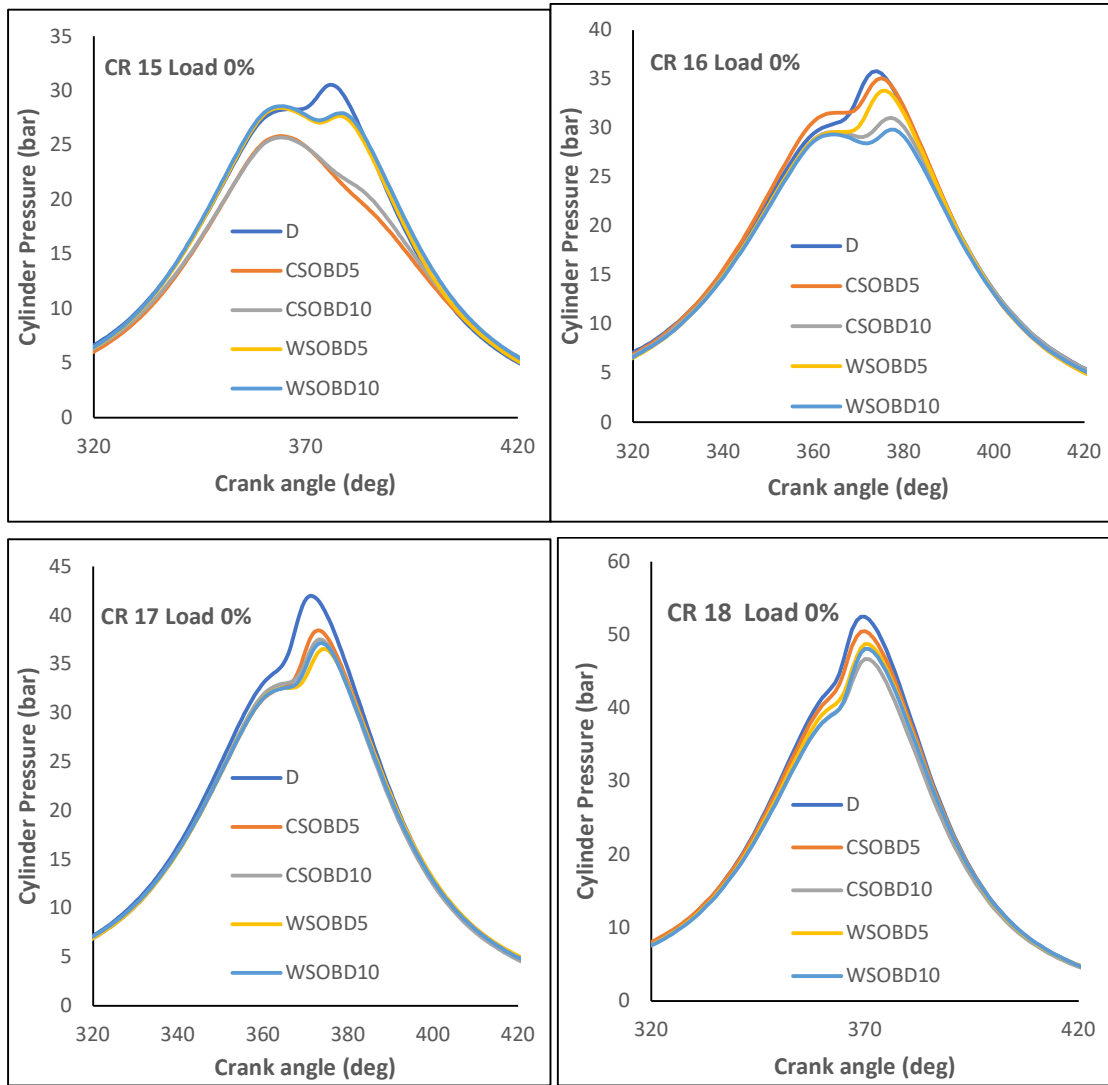 CR 15 Load 0%
Cylinder Pressure (bar)
35
30
25
20
15
10
5
0
D
CSOBD5
CSOBD10
WSOBD5
WSOBD10
320
370
420
Crank angle (deg)
CR 16 Load 0%
Cylinder Pressure (bar)
40
35
30
25
20
15
10
5
0
D
CSOBD5
CSOBD10
WSOBD5
WSOBD10
320
340
360
380
400
420
Crank angle (deg)
CR 17 Load 0%
Cylinder Pressure (bar)
45
40
35
30
25
20
15
10
5
0
D
CSOBD5
CSOBD10
WSOBD5
WSOBD10
320
340
360
380
400
420
Crank angle (deg)
CR 18 Load 0%
Cylinder Pressure (bar)
60
50
40
30
20
10
0
D
CSOBD5
CSOBD10
WSOBD5
WSOBD10
320
370
420
Crank angle (deg)